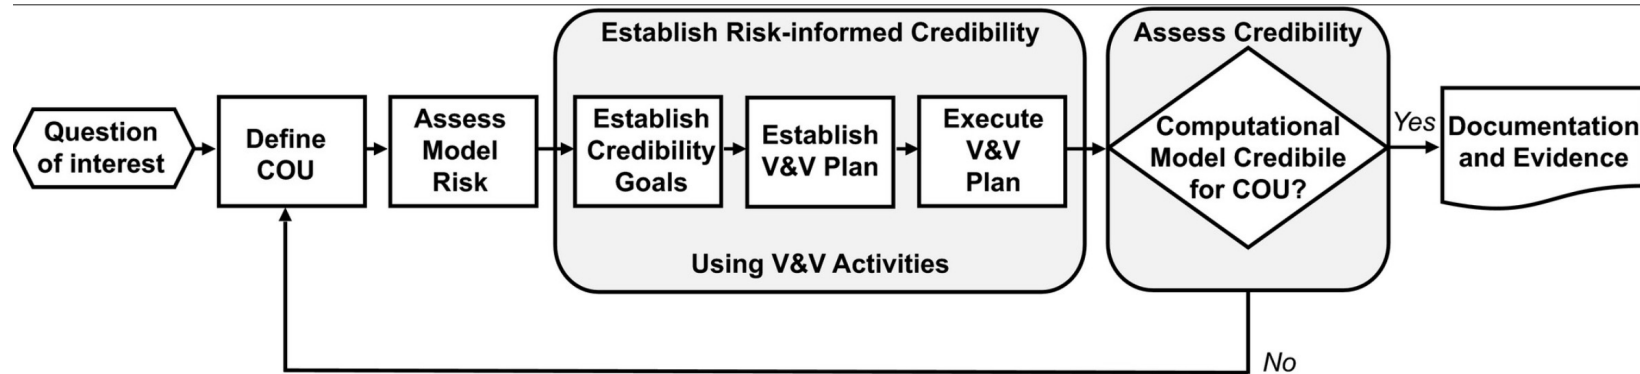 Establish Risk-informed Credibility
Assess Credibility
Question
of interest
Define
COU
Assess
Model
Risk
Establish
Credibility
Goals
Establish
V&V Plan
Execute
V&V
Plan
Using V&V Activities
Computational
Model Credibile
for COU?
Yes
Documentation
and Evidence
No